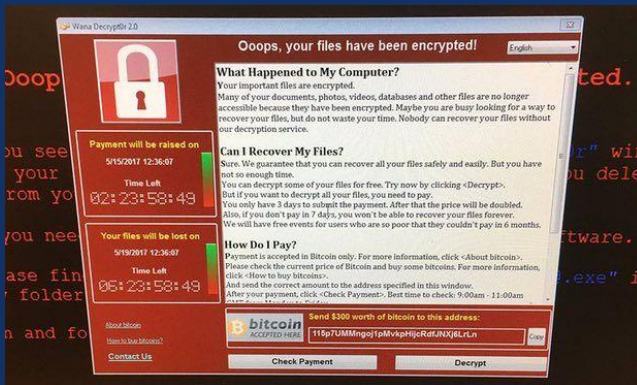 Wana Decrypt0r 2.0
Ooops, your files have been encrypted!
English
What Happened to My Computer?
Your important files are encrypted.
Many of your documents, photos, videos, databases and other files are no longer
accessible because they have been encrypted. Maybe you are busy looking for a way to
recover your files, but do not waste your time. Nobody can recover your files without
our decryption service.
Can I Recover My Files?
Sure. We guarantee that you can recover all your files safely and easily. But you have
not so enough time.
You can decrypt some of your files for free. Try now by clicking <Decrypt>.
But if you want to decrypt all your files, you need to pay.
You only have 3 days to submit the payment. After that the price will be doubled.
Also, if you don't pay in 7 days, you won't be able to recover your files forever.
We will have free events for users who are so poor that they couldn't pay in 6 months.
How Do I Pay?
Payment is accepted in Bitcoin only. For more information, click <About bitcoin>.
Please check the current price of Bitcoin and buy some bitcoins. For more information,
click <How to buy bitcoins>.
And send the correct amount to the address specified in this window.
After your payment, click <Check Payment>. Best time to check: 9:00am - 11:00am
GMT from Monday to Friday
Payment will be raised on
5/15/2017 12:36:07
Time Left
02:23:58:49
Your files will be lost on
5/19/2017 12:36:07
Time Left
06:23:58:49
About bitcoin
How to buy bitcoins?
Contact Us
bitcoin
ACCEPTED HERE
Send $300 worth of bitcoin to this address:
115p7UMMngoj1pMvkpHijcRdfJNXj6LrLn
Copy
Check Payment
Decrypt
Ooop
ted.
ou see
" wi
your
ou dele
rom yo
you nee
ftware.
ase fin
.exe" i
folder
n and fo